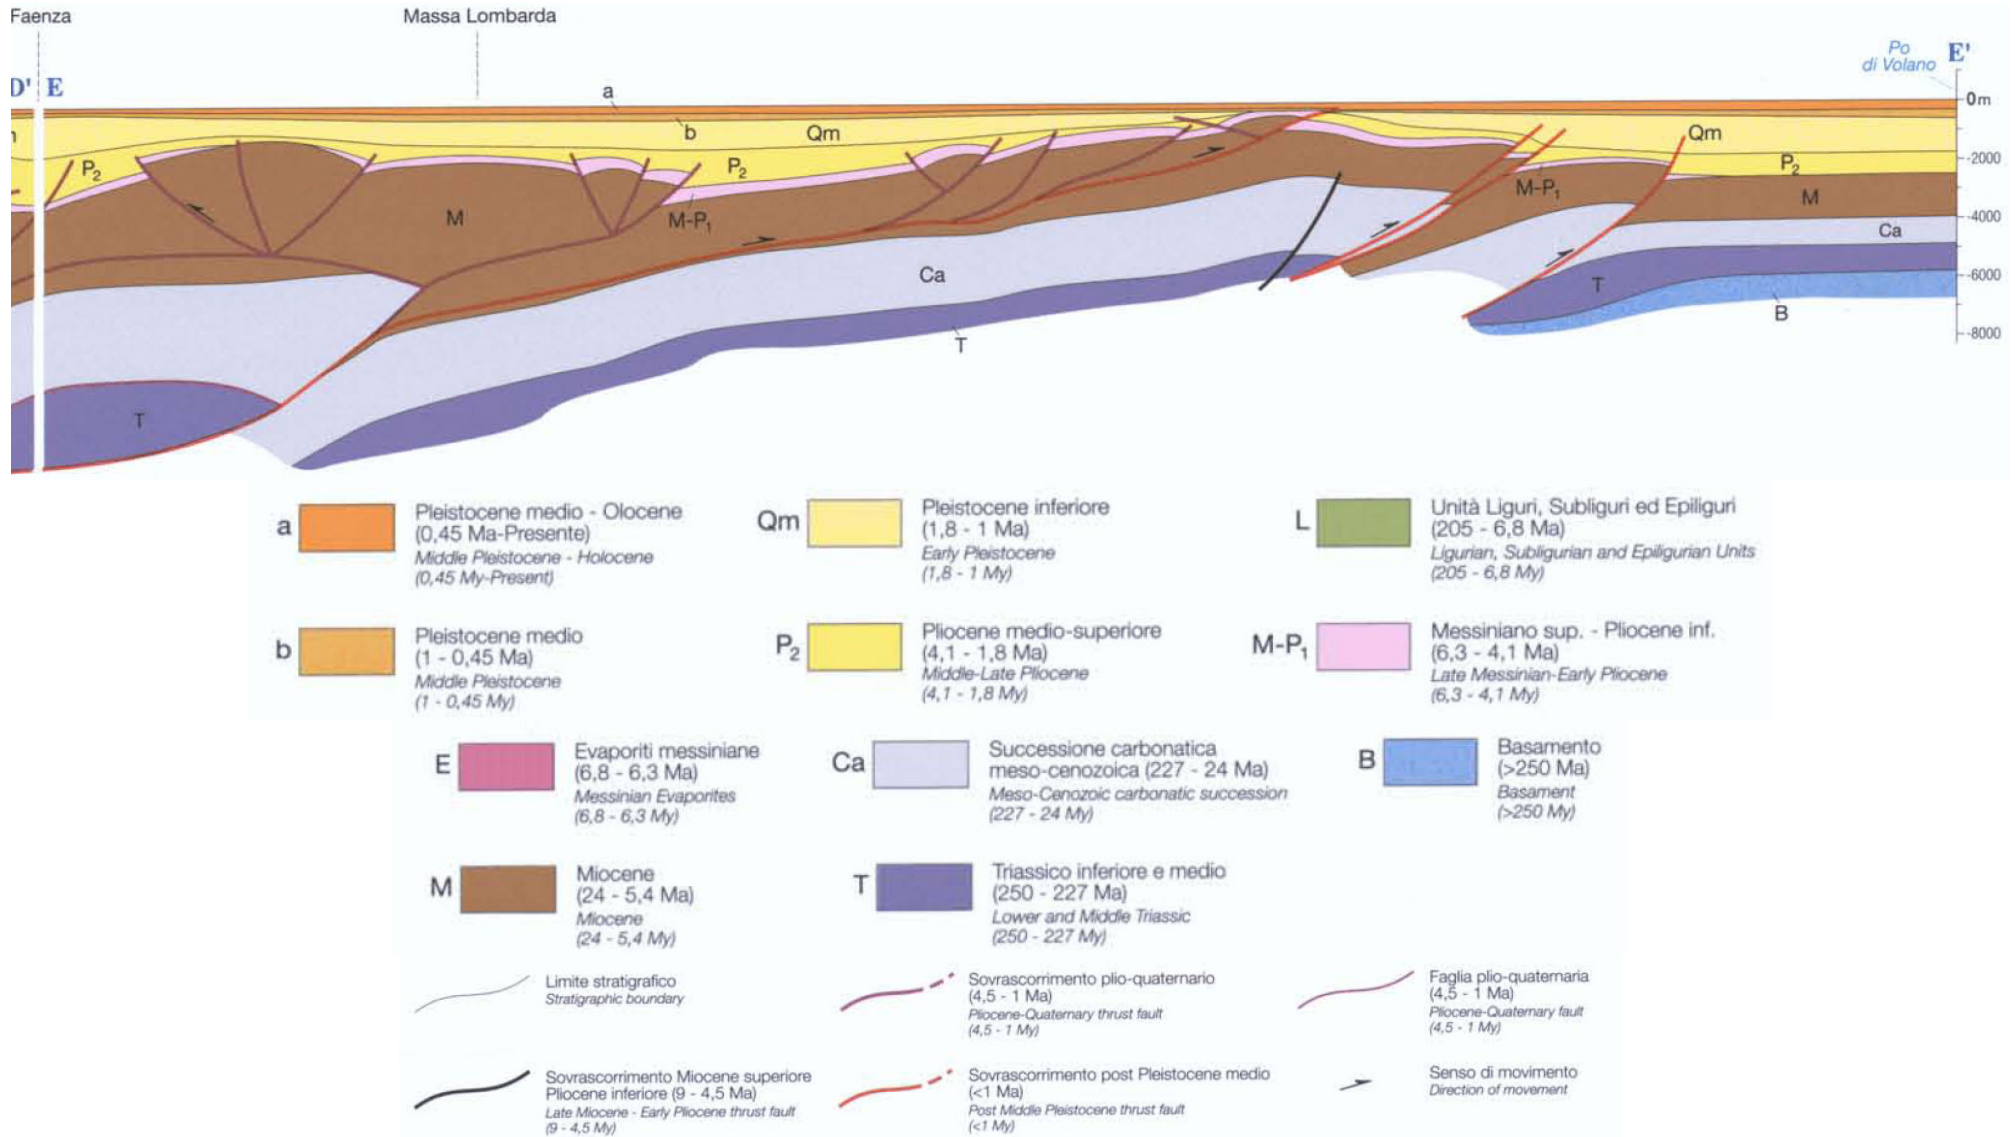 Faenza
Massa Lombarda
Po
di Volano
E'
D' E
a
0m
b
Qm
Qm
P2
P2
P2
-2000
M-P1
M
M
M-P1
-4000
Ca
Ca
-6000
T
B
-8000
T
T
a
Pleistocene medio - Olocene
(0,45 Ma-Presente)
Middle Pleistocene - Holocene
(0,45 My-Present)
Qm
Pleistocene inferiore
(1,8 - 1 Ma)
Early Pleistocene
(1,8 - 1 My)
L
Unità Liguri, Subliguri ed Epiliguri
(205 - 6,8 Ma)
Ligurian, Subligurian and Epiligurian Units
(205 - 6,8 My)
b
Pleistocene medio
(1 - 0,45 Ma)
Middle Pleistocene
(1 - 0,45 My)
P2
Pliocene medio-superiore
(4,1 - 1,8 Ma)
Middle-Late Pliocene
(4,1 - 1,8 My)
M-P1
Messiniano sup. - Pliocene inf.
(6,3 - 4,1 Ma)
Late Messinian-Early Pliocene
(6,3 - 4,1 My)
E
Evaporiti messiniane
(6,8 - 6,3 Ma)
Messinian Evaporites
(6,8 - 6,3 My)
Ca
Successione carbonatica
meso-cenozoica (227 - 24 Ma)
Meso-Cenozoic carbonatic succession
(227 - 24 My)
B
Basamento
(>250 Ma)
Basament
(>250 My)
M
Miocene
(24 - 5,4 Ma)
Miocene
(24 - 5,4 My)
T
Triassico inferiore e medio
(250 - 227 Ma)
Lower and Middle Triassic
(250 - 227 My)
Limite stratigrafico
Stratigraphic boundary
Sovrascorrimento plio-quaternario
(4,5 - 1 Ma)
Pliocene-Quaternary thrust fault
(4,5 - 1 My)
Faglia plio-quaternaria
(4,5 - 1 Ma)
Pliocene-Quaternary fault
(4,5 - 1 My)
Sovrascorrimento Miocene superiore
Pliocene inferiore (9 - 4,5 Ma)
Late Miocene - Early Pliocene thrust fault
(9 - 4,5 My)
Sovrascorrimento post Pleistocene medio
(<1 Ma)
Post Middle Pleistocene thrust fault
(<1 My)
Senso di movimento
Direction of movement